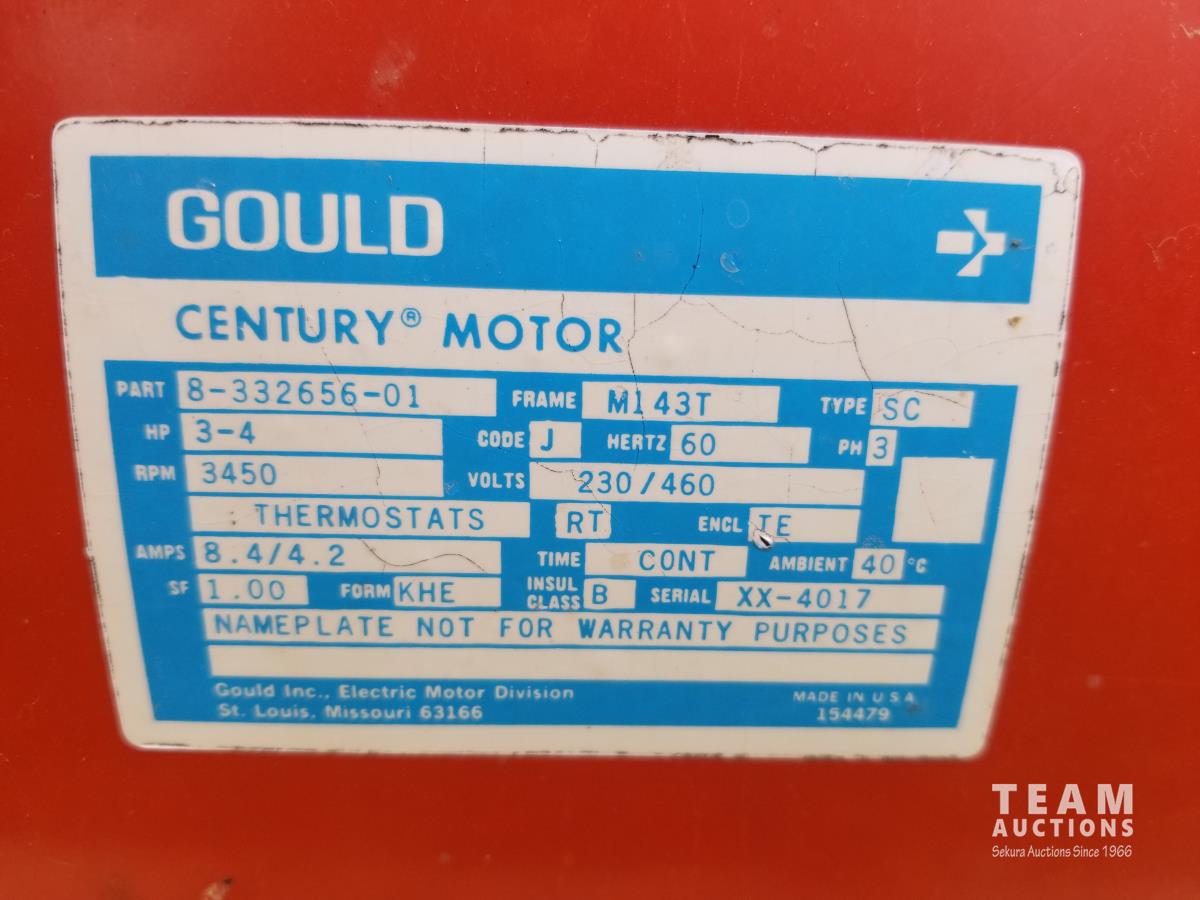 GOULD
CENTURY® MOTOR
PART 8-332656-01 FRAME M143T TYPE SC
HP 3-4 CODE J HERTZ 60 PH 3
RPM 3450 VOLTS 230/460
THERMOSTATS RT ENCL TE
AMPS 8.4/4.2 TIME CONT AMBIENT 40 °C
SF 1.00 FORM KHE INSUL CLASS B SERIAL XX-4017
NAMEPLATE NOT FOR WARRANTY PURPOSES
Gould Inc., Electric Motor Division MADE IN U.S.A.
St. Louis, Missouri 63166 154479
TEAM
AUCTIONS
Sekura Auctions Since 1966